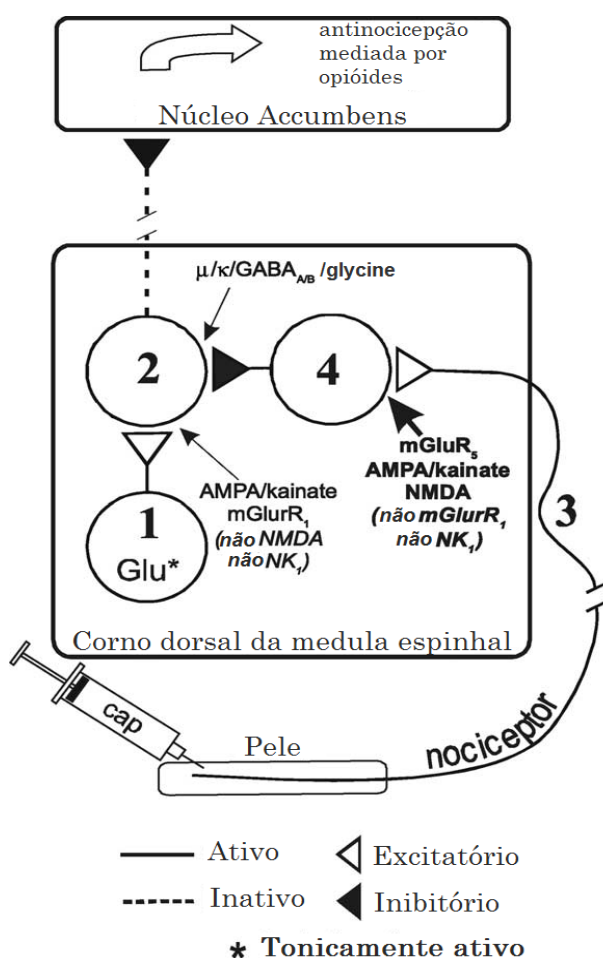 antinocicepção
mediada por
opióides
Núcleo Accumbens
μ/κ/GABA A/B /glycine
2
4
mGluR5
AMPA/kainate
NMDA
(não mGlurR1
não NK1)
3
AMPA/kainate
mGlurR1
(não NMDA
não NK1)
1
Glu*
Corno dorsal da medula espinhal
cap
Pele
nociceptor
Ativo
Excitatório
Inativo
Inibitório
* Tonicamente ativo